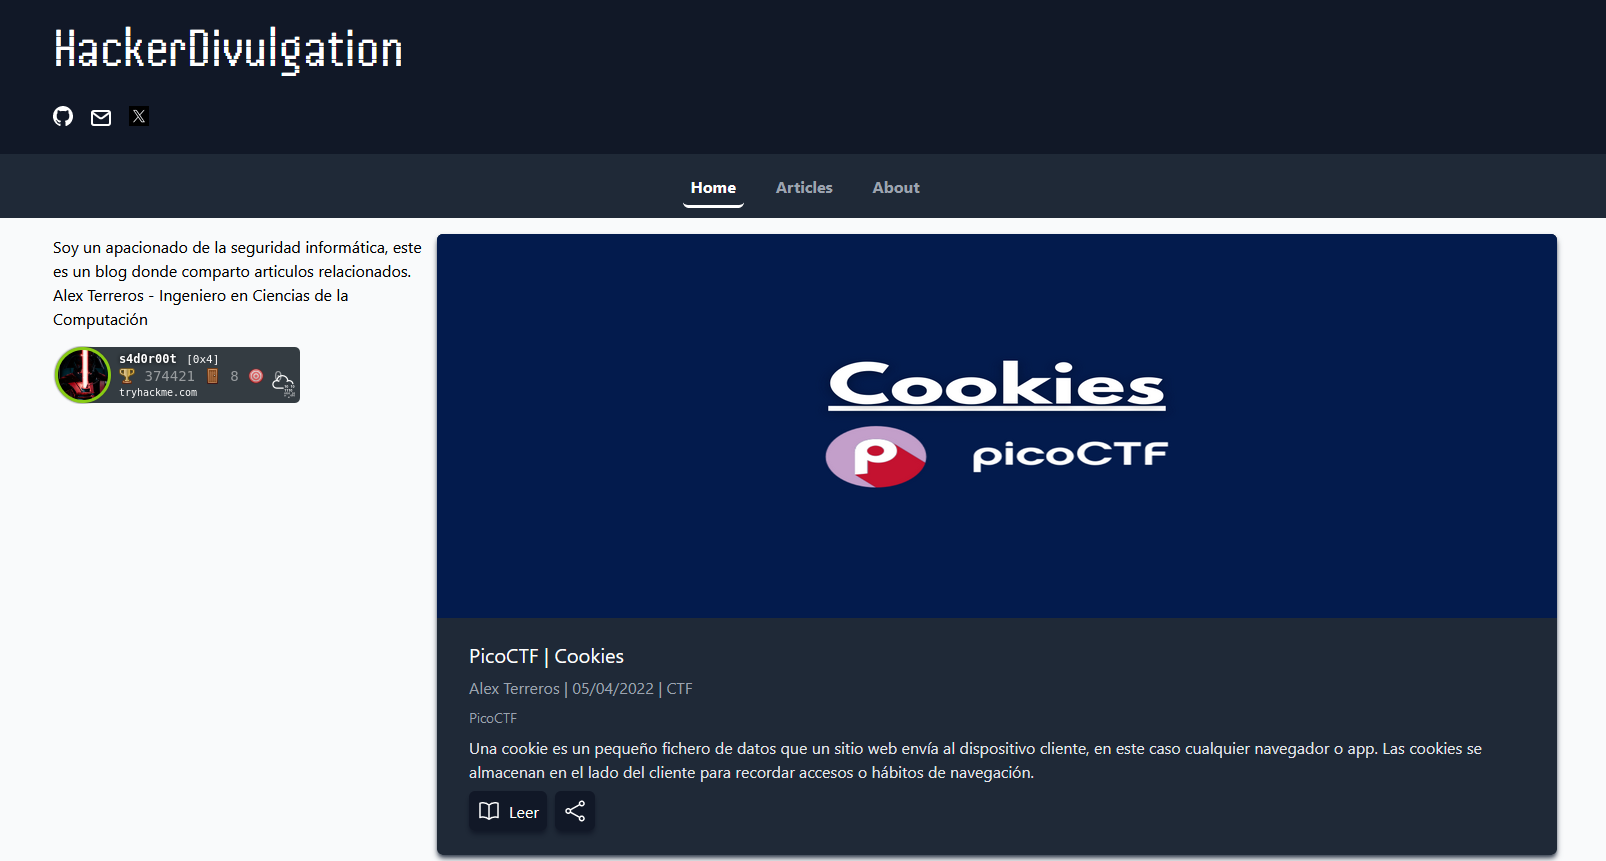 HackerDivulgation
Home Articles About
Soy un apacionado de la seguridad informática, este
es un blog donde comparto articulos relacionados.
Alex Terreros - Ingeniero en Ciencias de la
Computación
s4d0r00t [0x4]
374421 8
tryhackme.com
Cookies
picoCTF
PicoCTF | Cookies
Alex Terreros | 05/04/2022 | CTF
PicoCTF
Una cookie es un pequeño fichero de datos que un sitio web envía al dispositivo cliente, en este caso cualquier navegador o app. Las cookies se
almacenan en el lado del cliente para recordar accesos o hábitos de navegación.
Leer